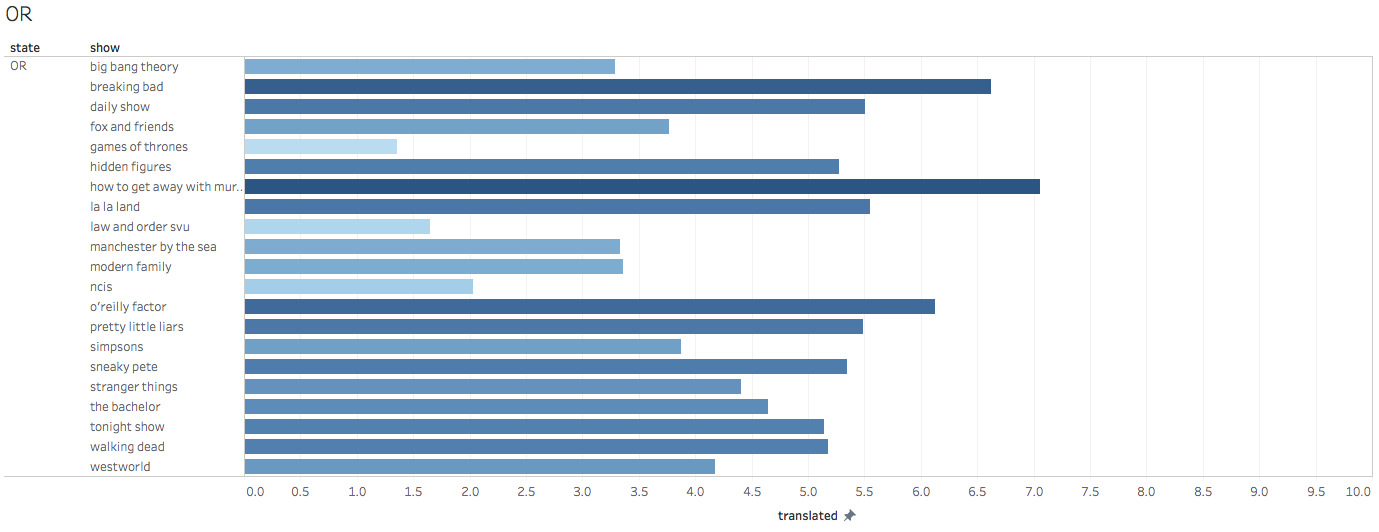 OR
state show
OR big bang theory
breaking bad
daily show
fox and friends
games of thrones
hidden figures
how to get away with mur..
la la land
law and order svu
manchester by the sea
modern family
ncis
o'reilly factor
pretty little liars
simpsons
sneaky pete
stranger things
the bachelor
tonight show
walking dead
westworld
0.0 0.5 1.0 1.5 2.0 2.5 3.0 3.5 4.0 4.5 5.0 5.5 6.0 6.5 7.0 7.5 8.0 8.5 9.0 9.5 10.0
translated